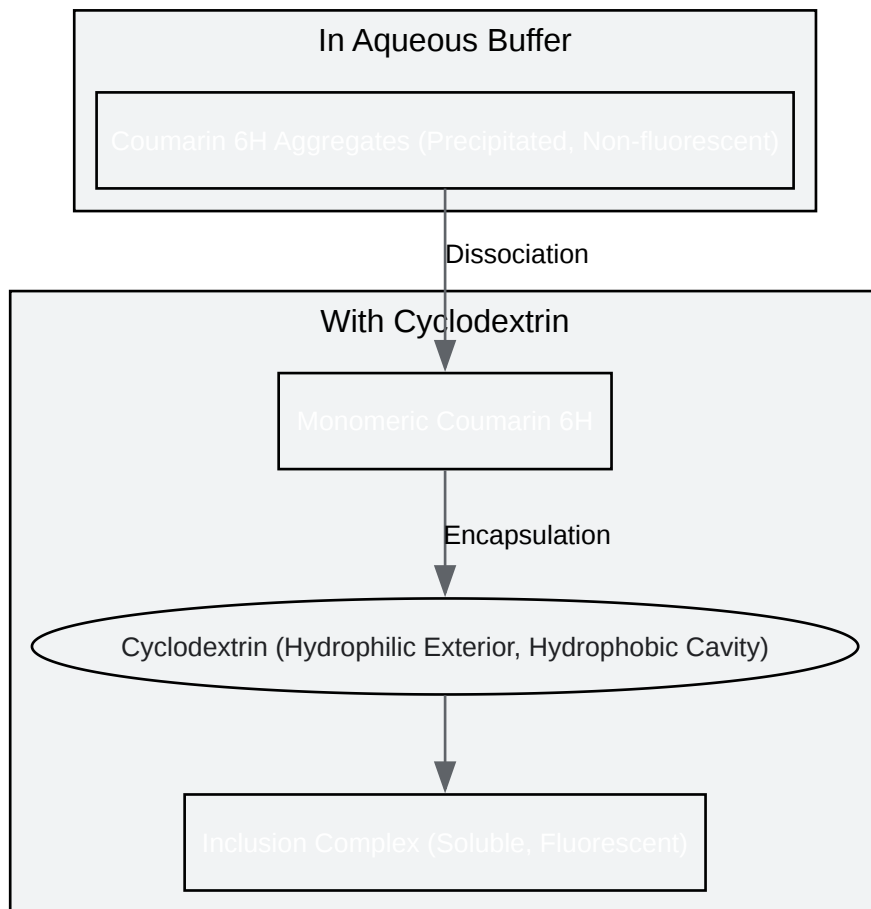 In Aqueous Buffer
Coumarin 6H Aggregates (Precipitated, Non-fluorescent)
Dissociation
With Cyclodextrin
Monomeric Coumarin 6H
Encapsulation
Cyclodextrin (Hydrophilic Exterior, Hydrophobic Cavity)
Inclusion Complex (Soluble, Fluorescent)